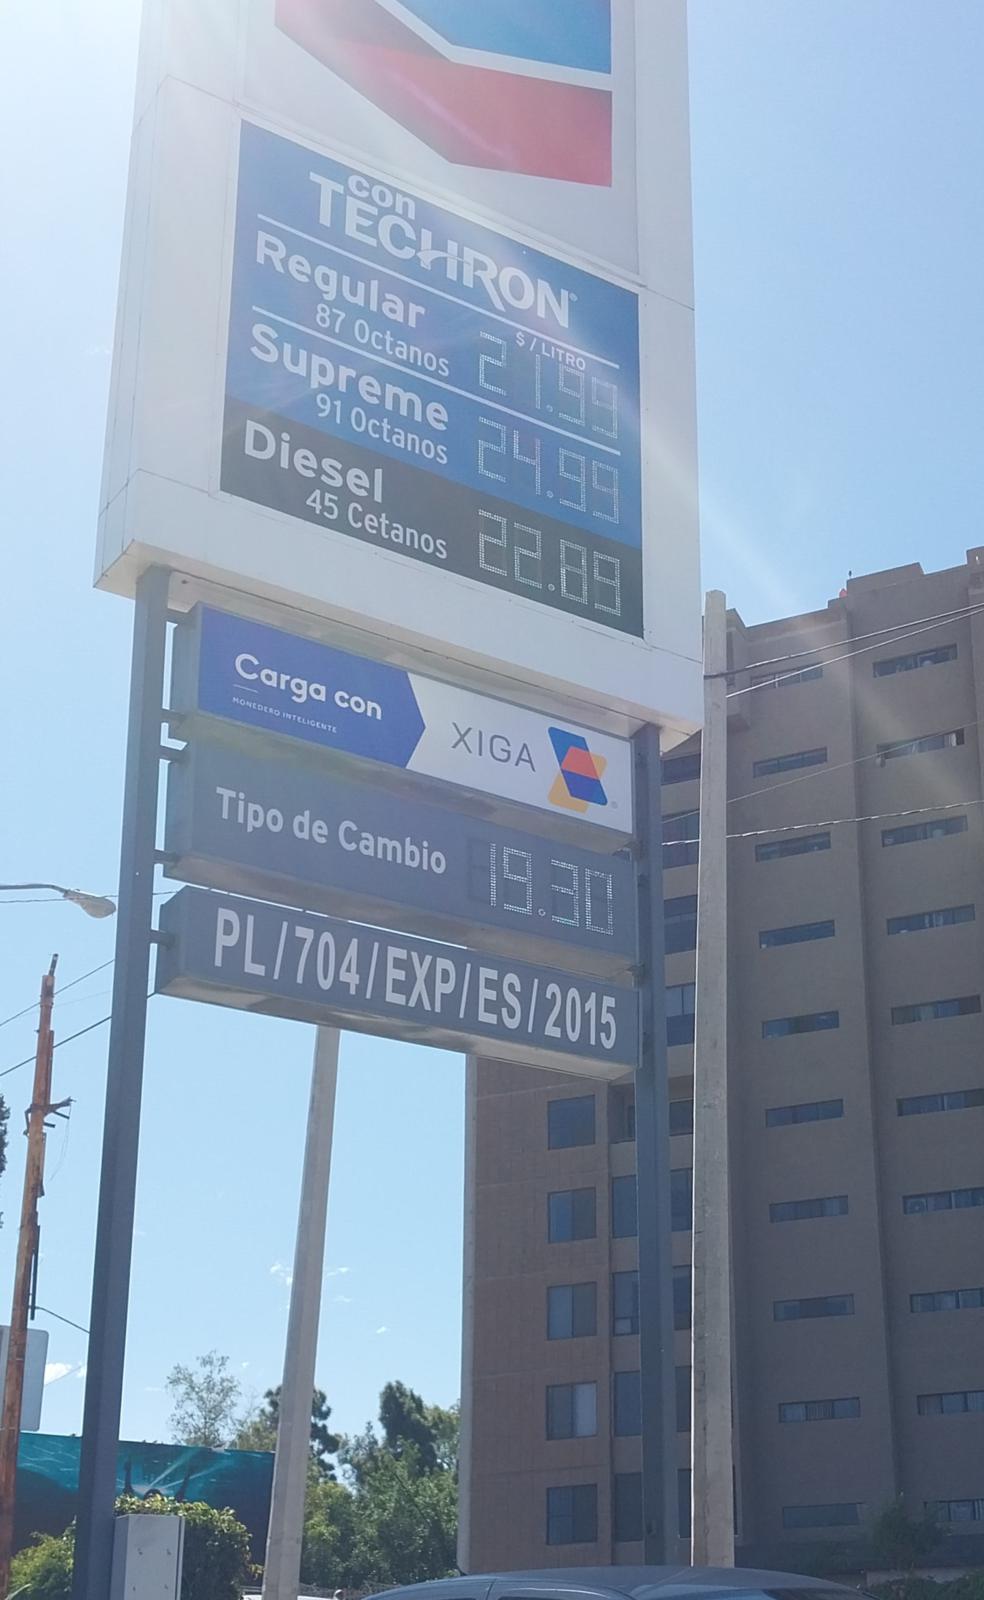 con
TECHRON®
$ / LITRO
Regular 21.99
87 Octanos
Supreme 24.99
91 Octanos
Diesel 22.89
45 Cetanos
Carga con
MONEDERO INTELIGENTE
XIGA
Tipo de Cambio 19.30
PL/704/EXP/ES/2015